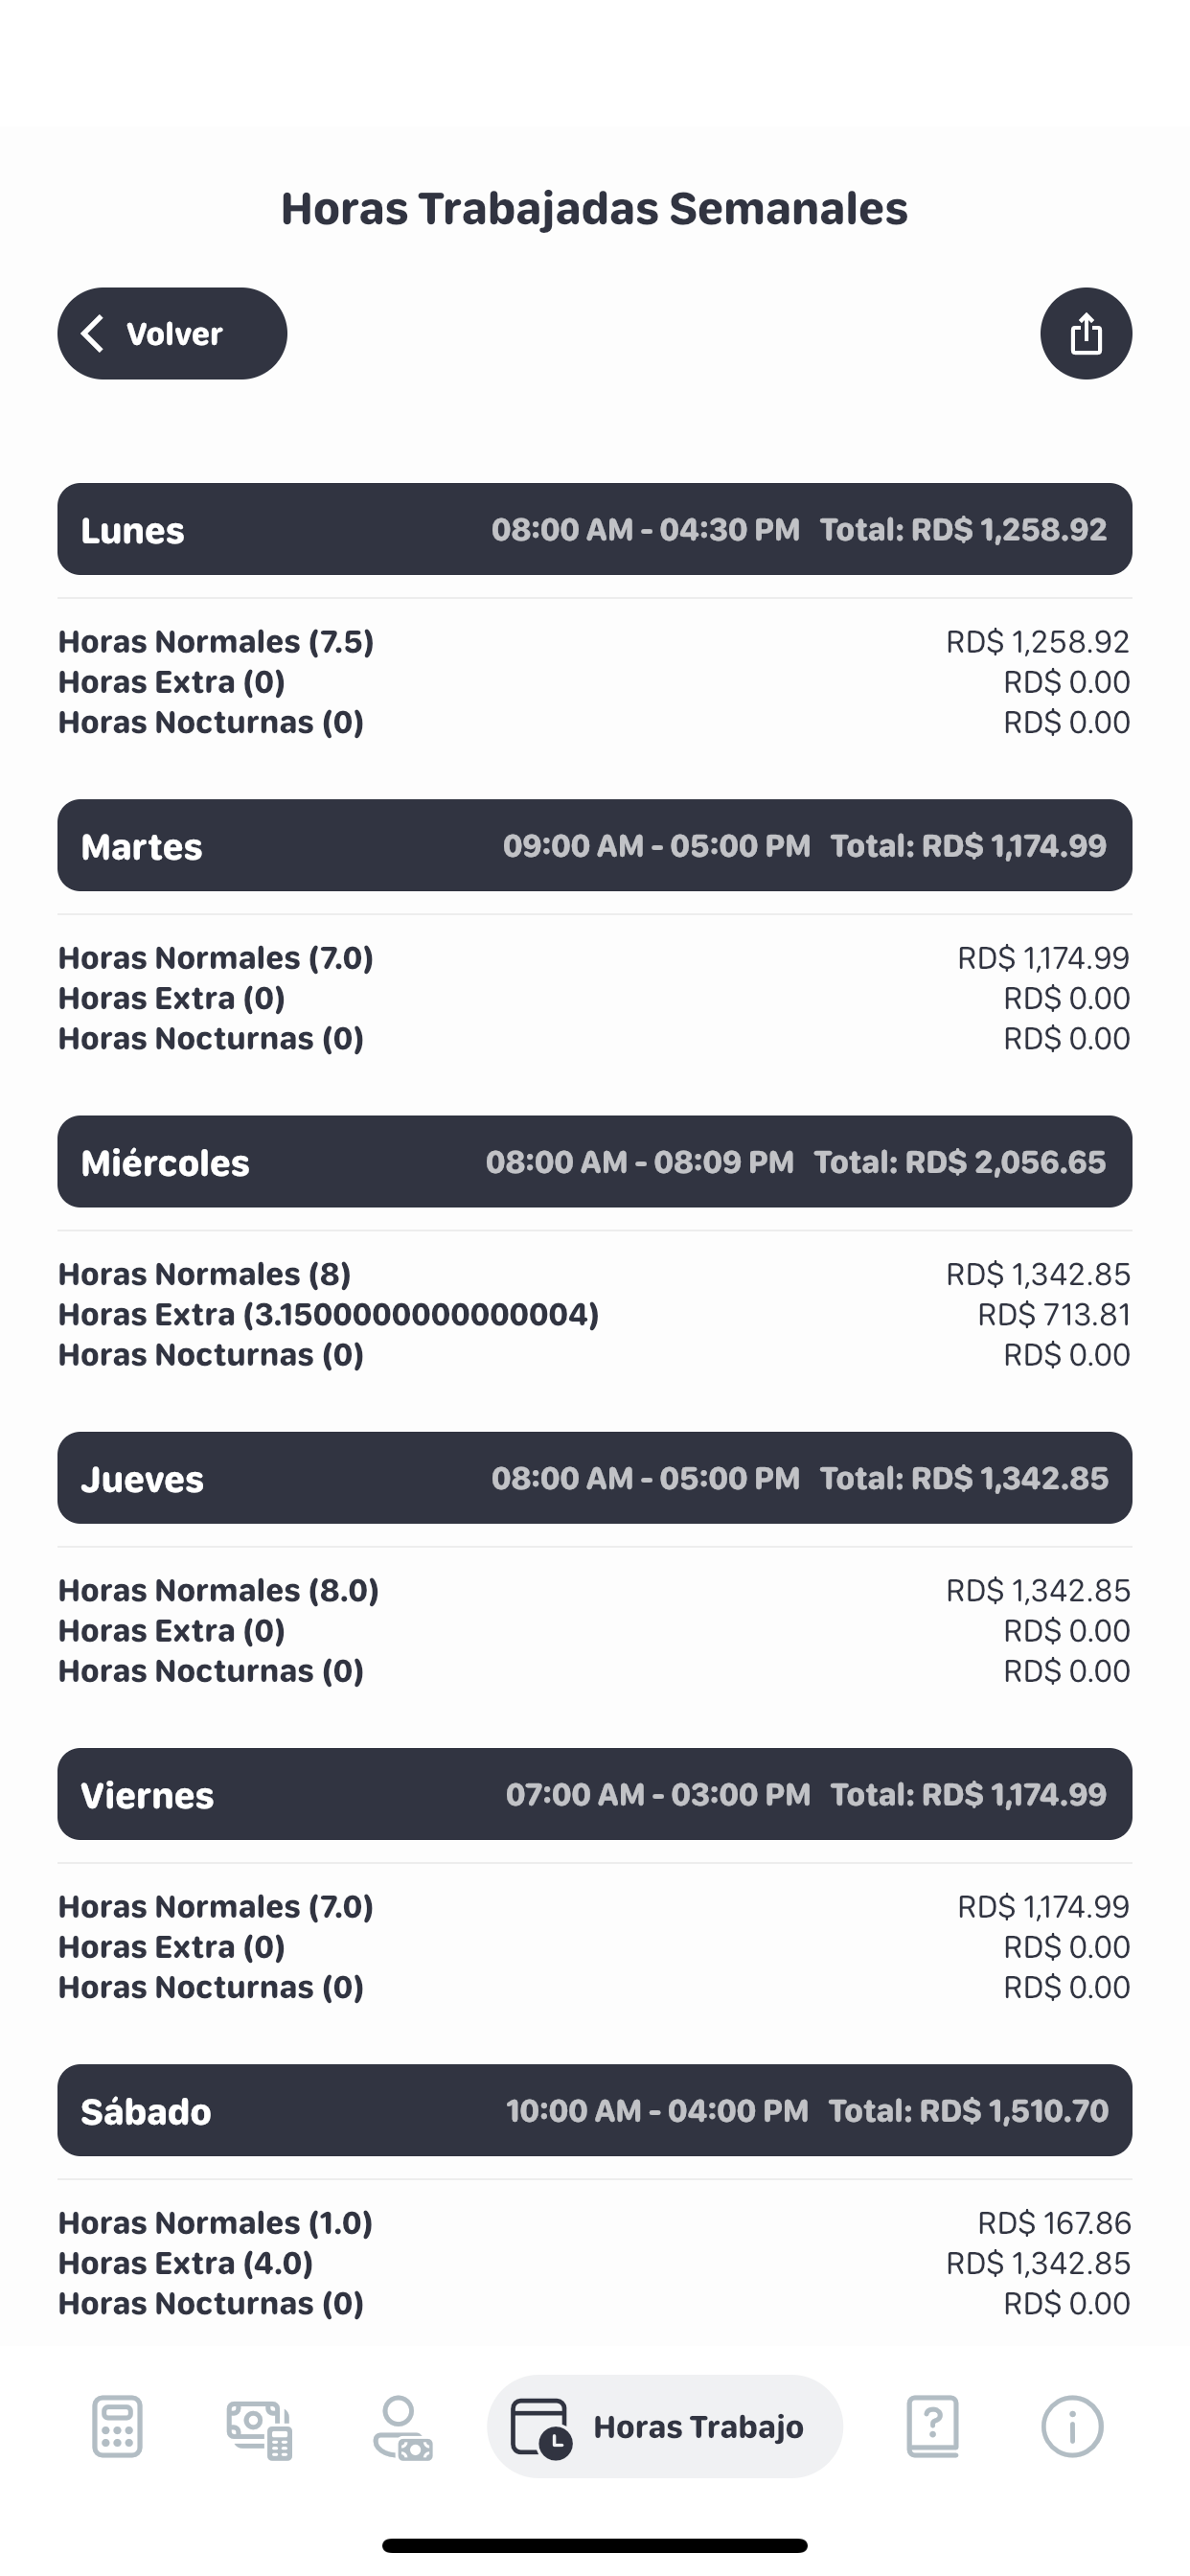 Horas Trabajadas Semanales
Volver
Lunes 08:00 AM - 04:30 PM Total: RD$ 1,258.92
Horas Normales (7.5) RD$ 1,258.92
Horas Extra (0) RD$ 0.00
Horas Nocturnas (0) RD$ 0.00
Martes 09:00 AM - 05:00 PM Total: RD$ 1,174.99
Horas Normales (7.0) RD$ 1,174.99
Horas Extra (0) RD$ 0.00
Horas Nocturnas (0) RD$ 0.00
Miércoles 08:00 AM - 08:09 PM Total: RD$ 2,056.65
Horas Normales (8) RD$ 1,342.85
Horas Extra (3.1500000000000004) RD$ 713.81
Horas Nocturnas (0) RD$ 0.00
Jueves 08:00 AM - 05:00 PM Total: RD$ 1,342.85
Horas Normales (8.0) RD$ 1,342.85
Horas Extra (0) RD$ 0.00
Horas Nocturnas (0) RD$ 0.00
Viernes 07:00 AM - 03:00 PM Total: RD$ 1,174.99
Horas Normales (7.0) RD$ 1,174.99
Horas Extra (0) RD$ 0.00
Horas Nocturnas (0) RD$ 0.00
Sábado 10:00 AM - 04:00 PM Total: RD$ 1,510.70
Horas Normales (1.0) RD$ 167.86
Horas Extra (4.0) RD$ 1,342.85
Horas Nocturnas (0) RD$ 0.00
Horas Trabajo